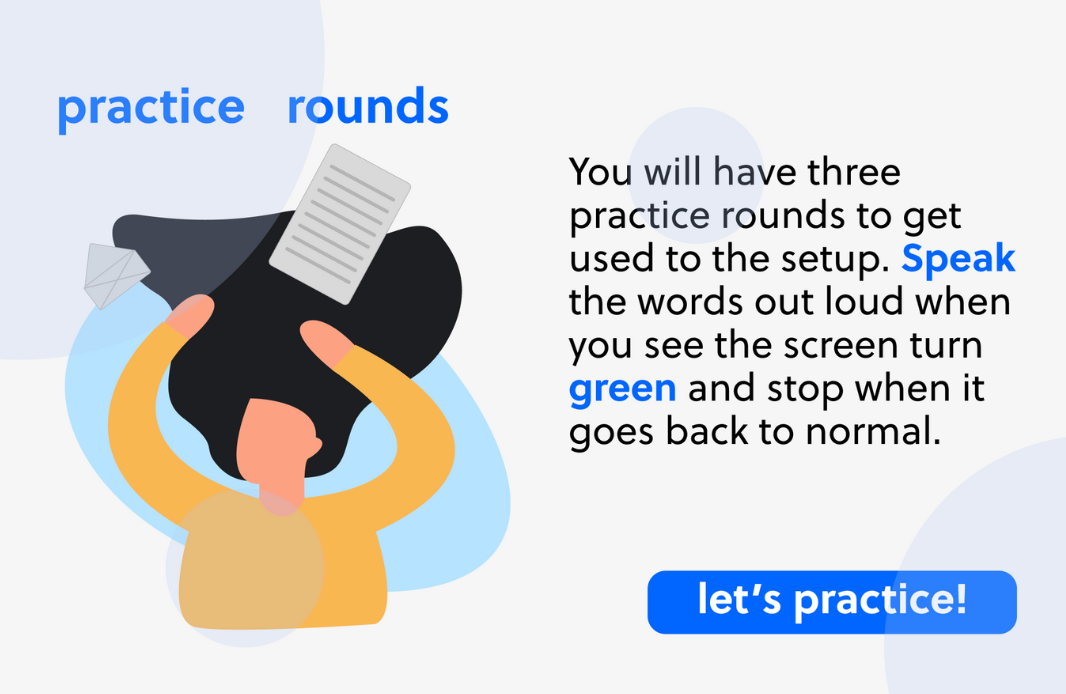 practice rounds
You will have three
practice rounds to get
used to the setup. Speak
the words out loud when
you see the screen turn
green and stop when it
goes back to normal.
let’s practice!